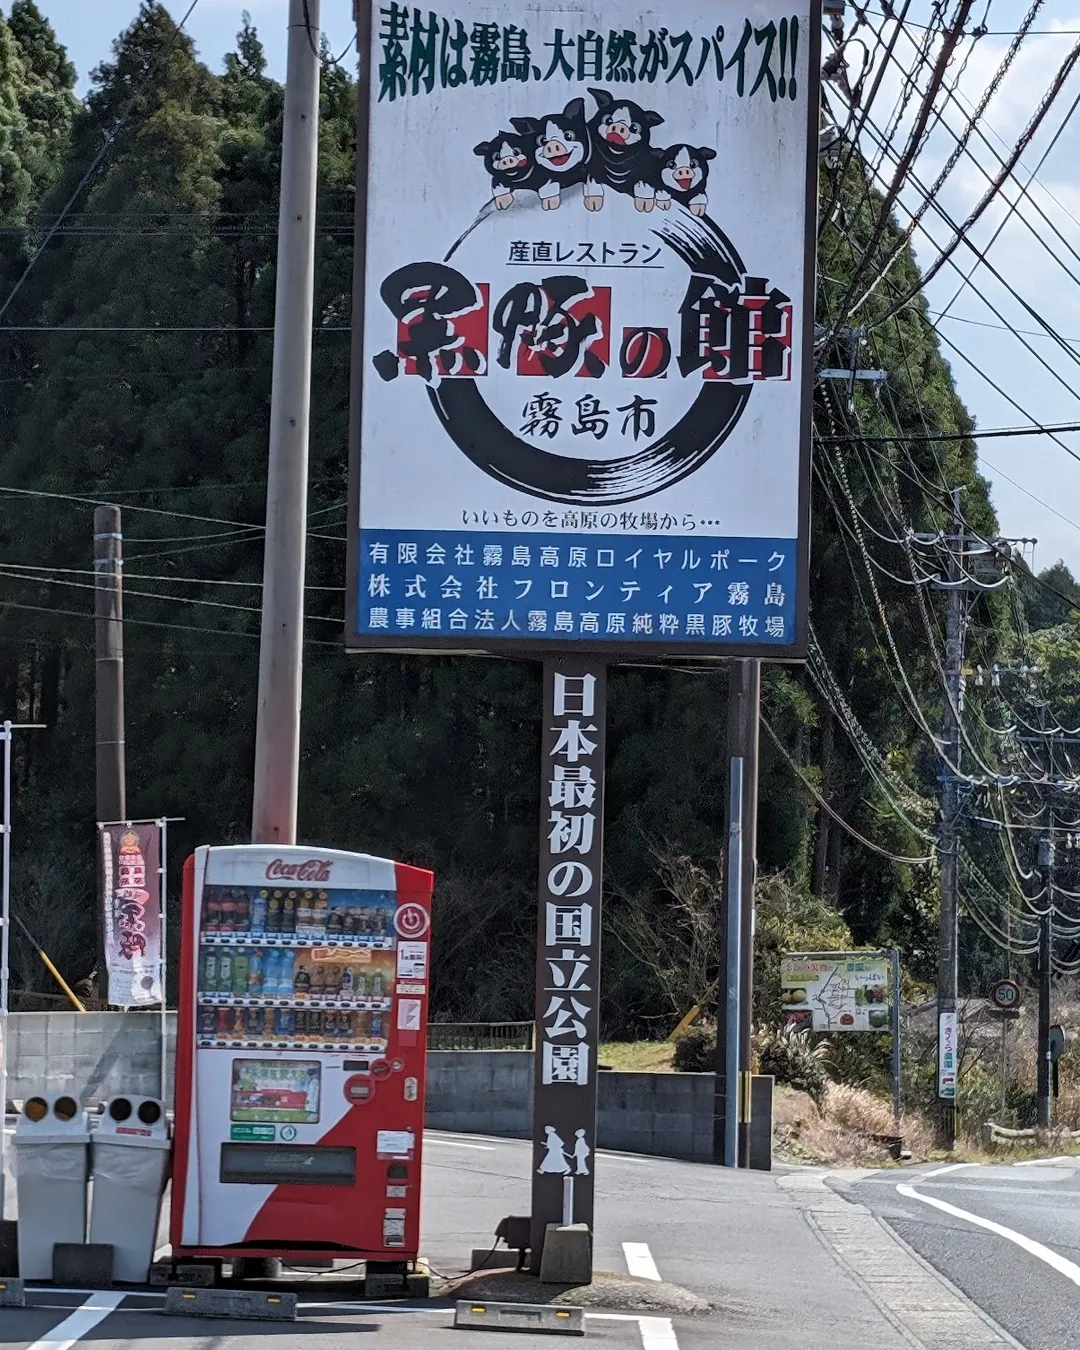 素材は霧島、大自然がスパイス!!
産直レストラン
黒豚の館
霧島市
いいものを高原の牧場から…
有限会社霧島高原ロイヤルポーク
株式会社フロンティア霧島
農事組合法人霧島高原純粋黒豚牧場
日本最初の国立公園
Coca-Cola
50